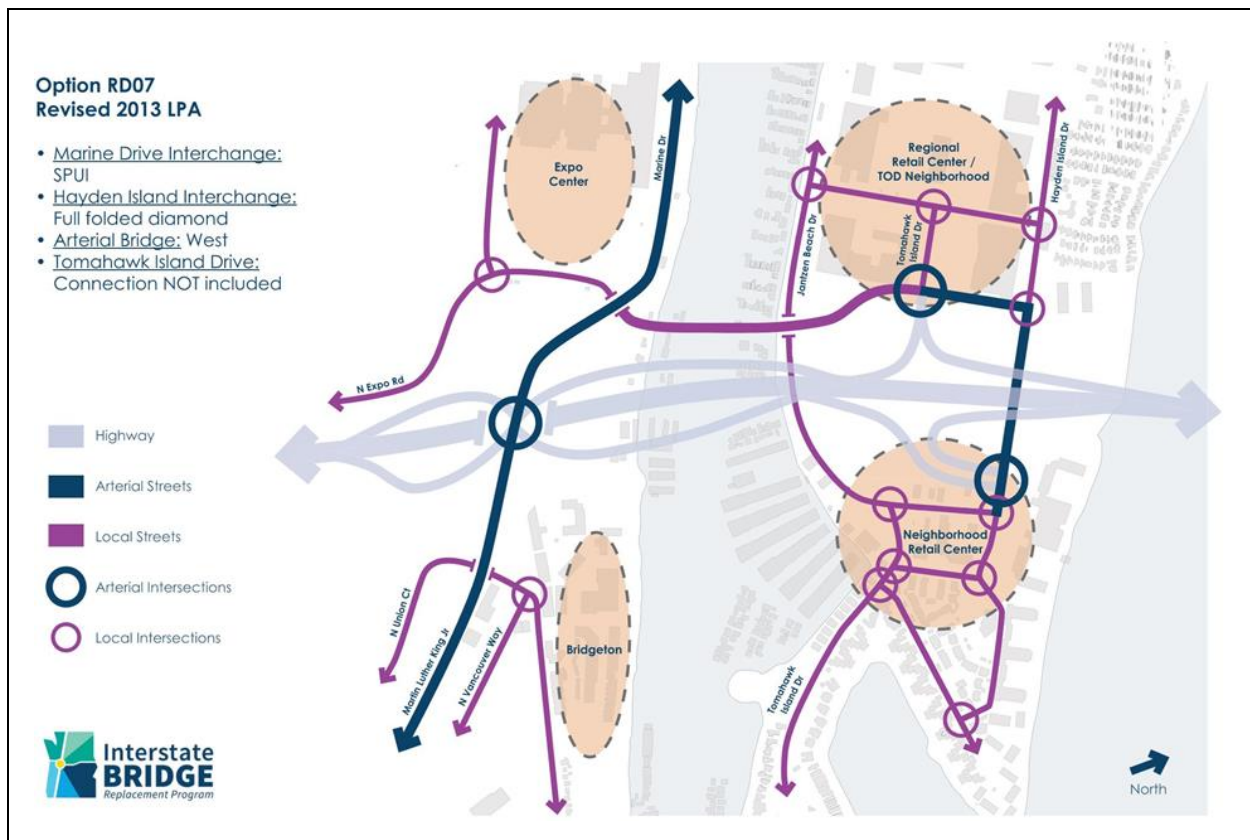 Option RD07
Revised 2013 LPA
• Marine Drive Interchange:
SPUI
• Hayden Island Interchange:
Full folded diamond
• Arterial Bridge: West
• Tomahawk Island Drive:
Connection NOT included
Highway
Arterial Streets
Local Streets
Arterial Intersections
Local Intersections
Interstate
BRIDGE
Replacement Program
Expo
Center
Marine Dr
N Expo Rd
N Union Ct
Martin Luther King Jr
N Vancouver Way
Bridgeton
Regional
Retail Center /
TOD Neighborhood
Hayden Island Dr
Jantzen Beach Dr
Tomahawk
Island Dr
Neighborhood
Retail Center
Tomahawk
Island Dr
North